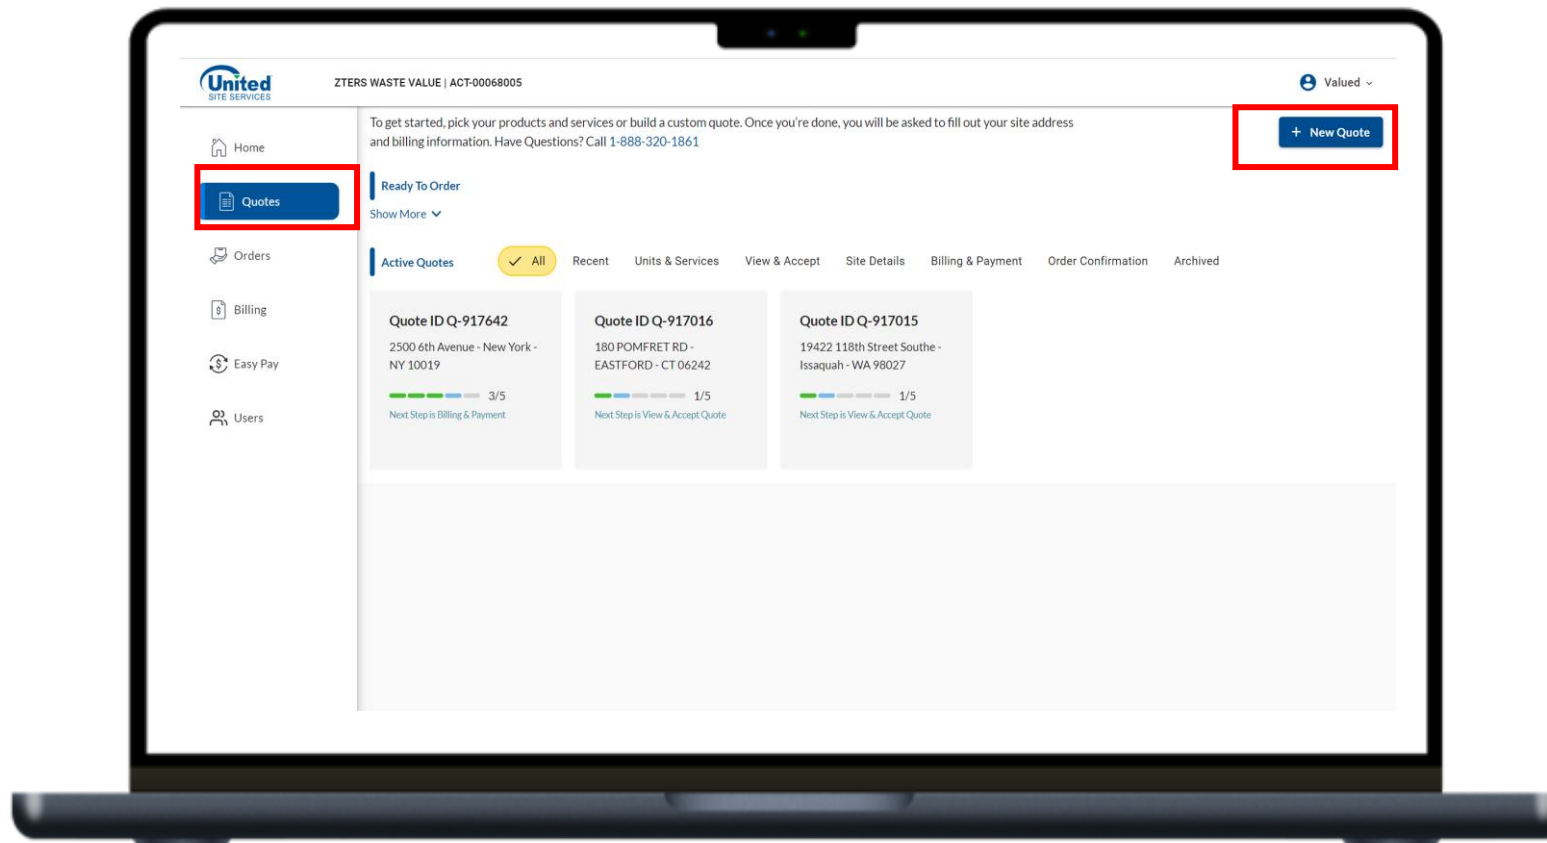 United
SITE SERVICES
ZTERS WASTE VALUE | ACT-00068005
Valued
Home
Quotes
Orders
Billing
Easy Pay
Users
To get started, pick your products and services or build a custom quote. Once you're done, you will be asked to fill out your site address
and billing information. Have Questions? Call 1-888-320-1861
+ New Quote
Ready To Order
Show More
Active Quotes
All
Recent
Units & Services
View & Accept
Site Details
Billing & Payment
Order Confirmation
Archived
Quote ID Q-917642
2500 6th Avenue - New York -
NY 10019
3/5
Next Step is Billing & Payment
Quote ID Q-917016
180 POMFRET RD -
EASTFORD - CT 06242
1/5
Next Step is View & Accept Quote
Quote ID Q-917015
19422 118th Street Southe -
Issaquah - WA 98027
1/5
Next Step is View & Accept Quote